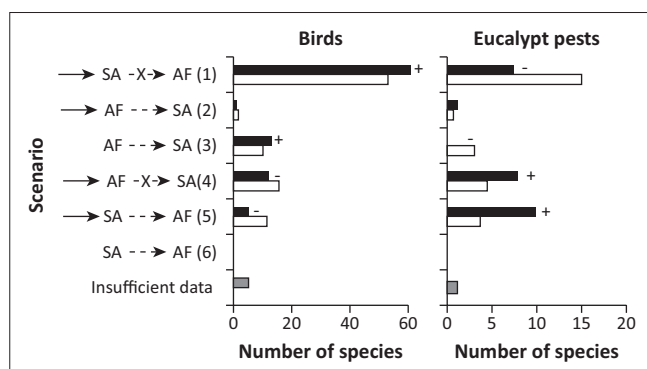 Birds
Eucalypt pests
Scenario
SA -X-> AF (1)
+
-
AF --> SA (2)
AF --> SA (3)
+
-
AF -X-> SA(4)
-
+
SA --> AF (5)
-
+
SA --> AF (6)
Insufficient data
0 20 40 60
0 5 10 15 20
Number of species
Number of species